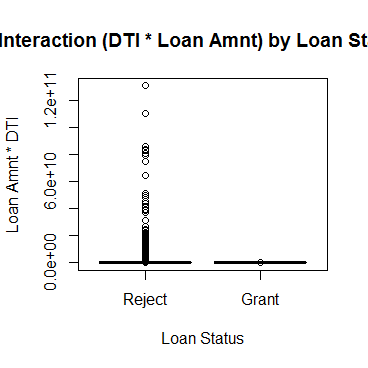 Interaction (DTI * Loan Amnt) by Loan St
1.2e+11
6.0e+10
0.0e+00
Loan Amnt * DTI
Reject Grant
Loan Status